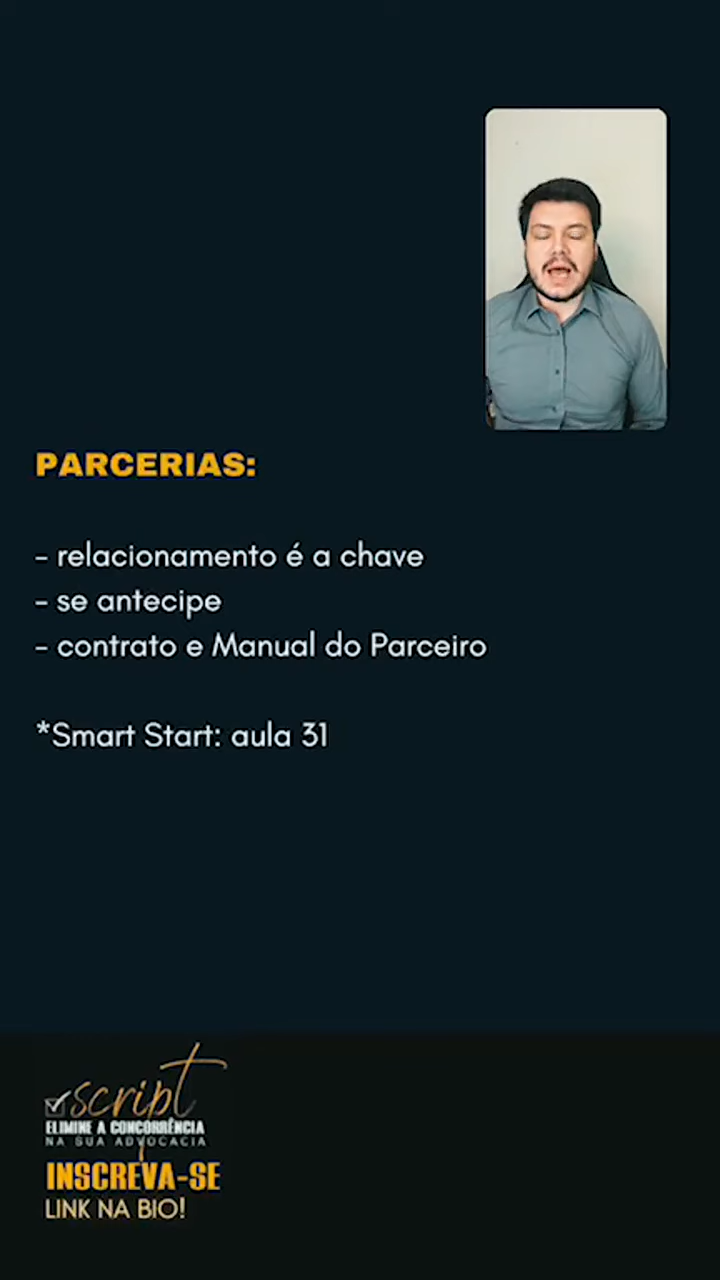 PARCERIAS:
- relacionamento é a chave
- se antecipe
- contrato e Manual do Parceiro
*Smart Start: aula 31
script
ELIMINE A CONCORRÊNCIA
NA SUA ADVOCACIA
INSCREVA-SE
LINK NA BIO!